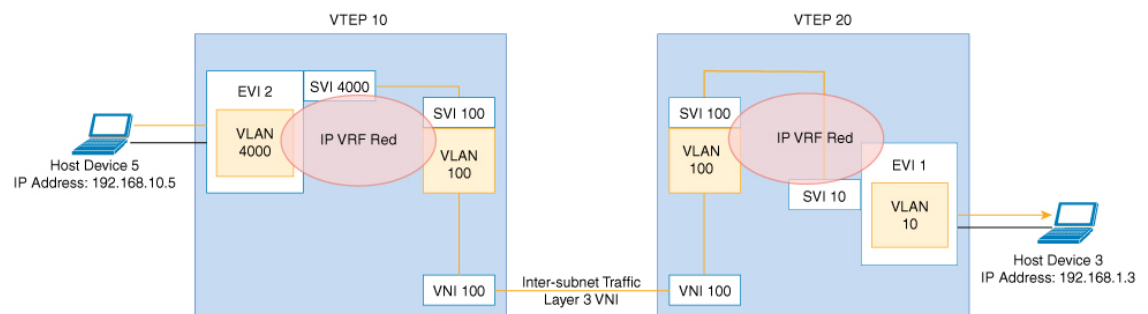 VTEP 10
VTEP 20
EVI 2
SVI 4000
SVI 100
VLAN
4000
IP VRF Red
VLAN
100
Host Device 5
IP Address: 192.168.10.5
VNI 100
Inter-subnet Traffic
Layer 3 VNI
SVI 100
IP VRF Red
VLAN
100
EVI 1
SVI 10
VLAN
10
VNI 100
Host Device 3
IP Address: 192.168.1.3